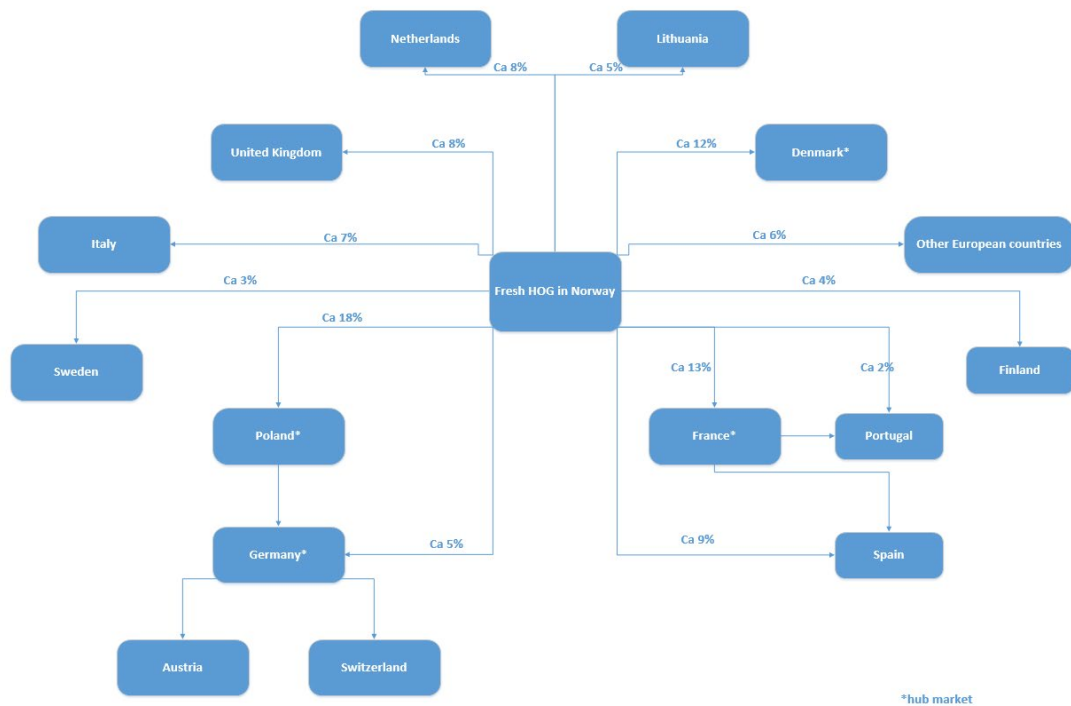 Netherlands
Lithuania
Ca 8%
Ca 5%
United Kingdom
Ca 8%
Ca 12%
Denmark*
Italy
Ca 7%
Ca 6%
Other European countries
Ca 3%
Fresh HOG in Norway
Ca 4%
Ca 18%
Sweden
Ca 13%
Ca 2%
Finland
Poland*
France*
Portugal
Germany*
Ca 5%
Ca 9%
Spain
Austria
Switzerland
*hub market